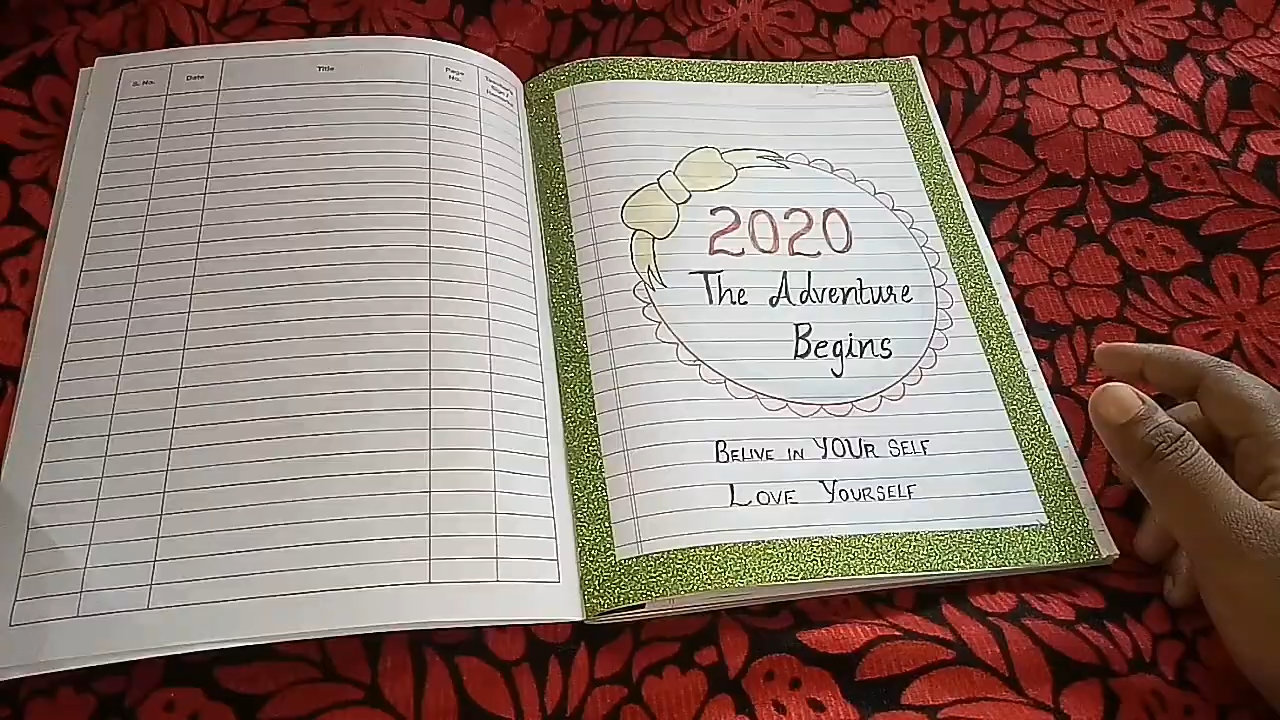 S. No. Date Title Page No.
2020
The Adventure
Begins
BELIVE IN YOUR SELF
LOVE YOURSELF